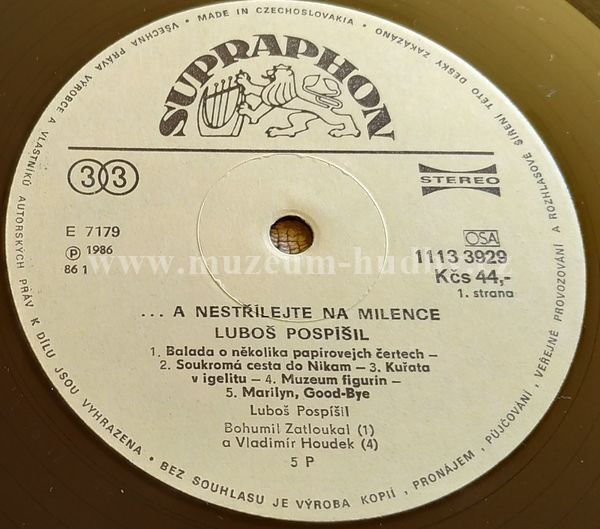 VŠECHNA PRÁVA VÝROBCE A VLASTNÍKŮ AUTORSKÝCH PRÁV K DÍLU JSOU VYHRAZENA • BEZ SOUHLASU JE VÝROBA KOPIÍ, PRONÁJEM, PŮJČOVÁNÍ, VEŘEJNÉ PROVOZOVÁNÍ A ROZHLASOVÉ ŠÍŘENÍ TÉTO DESKY ZAKÁZÁNO • MADE IN CZECHOSLOVAKIA •
SUPRAPHON
33
STEREO
E 7179
Ⓟ 1986
86 1
OSA
1113 3929
Kčs 44,-
1. strana
www.muzeum-hudby.cz
... A NESTŘÍLEJTE NA MILENCE
LUBOŠ POSPÍŠIL
1. Balada o několika papírovejch čertech –
2. Soukromá cesta do Nikam – 3. Kuřata
v igelitu – 4. Muzeum figurín –
5. Marilyn, Good-Bye
Luboš Pospíšil
Bohumil Zatloukal (1)
a Vladimír Houdek (4)
5 P